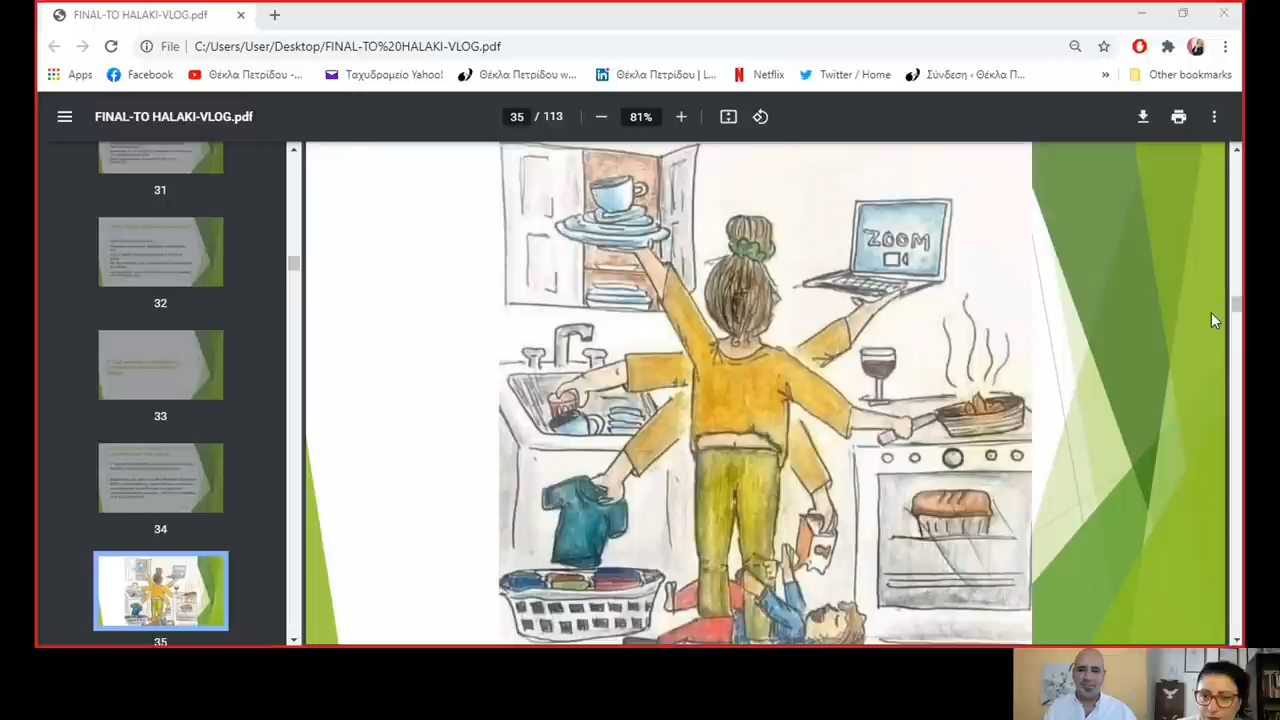 FINAL-TO HALAKI-VLOG.pdf
File C:/Users/User/Desktop/FINAL-TO%20HALAKI-VLOG.pdf
Apps Facebook Θέκλα Πετρίδου -... Ταχυδρομείο Yahoo! Θέκλα Πετρίδου w... Θέκλα Πετρίδου | L... Netflix Twitter / Home Σύνδεση ‹ Θέκλα Π... » Other bookmarks
FINAL-TO HALAKI-VLOG.pdf 35 / 113 81%
31
32
33
34
35
ZOOM